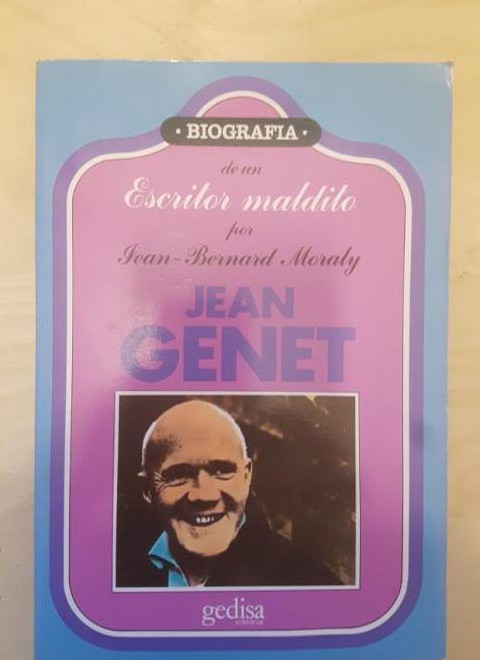 · BIOGRAFIA ·
de un
Escritor maldito
por
Jean-Bernard Moraly
JEAN
GENET
gedisa
editorial